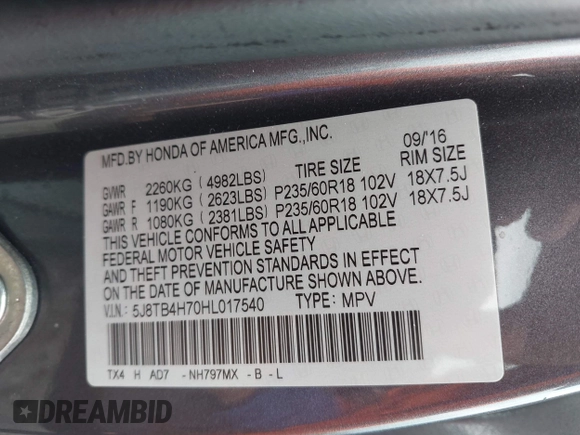 MFD.BY HONDA OF AMERICA MFG.,INC. 09/16
GVWR 2260KG (4982LBS) TIRE SIZE RIM SIZE
GAWR F 1190KG (2623LBS) P235/60R18 102V 18X7.5J
GAWR R 1080KG (2381LBS) P235/60R18 102V 18X7.5J
THIS VEHICLE CONFORMS TO ALL APPLICABLE
FEDERAL MOTOR VEHICLE SAFETY
AND THEFT PREVENTION STANDARDS IN EFFECT
ON THE DATE OF MANUFACTURE SHOWN ABOVE.
V.I.N.: 5J8TB4H70HL017540 TYPE: MPV
TX4 H AD7 -NH797MX -B -L
DREAMBID